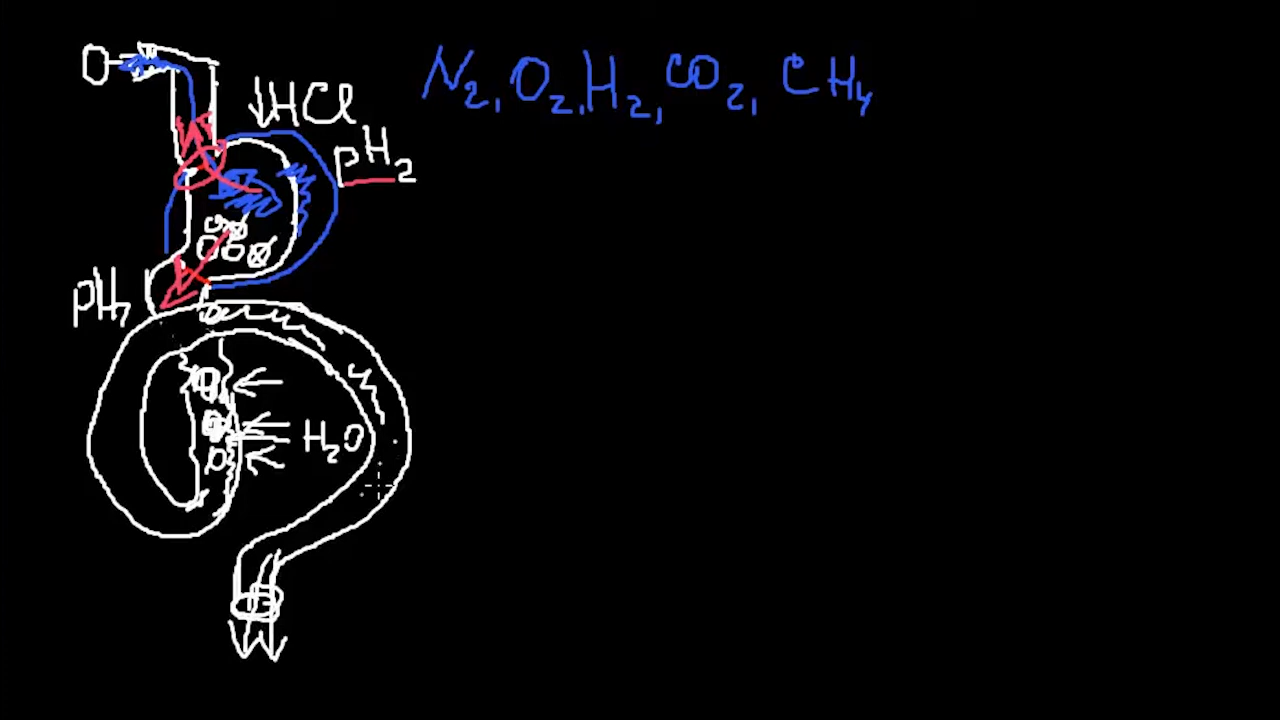 N2, O2, H2, CO2, CH4
↓HCl
pH2
pH7
H2O